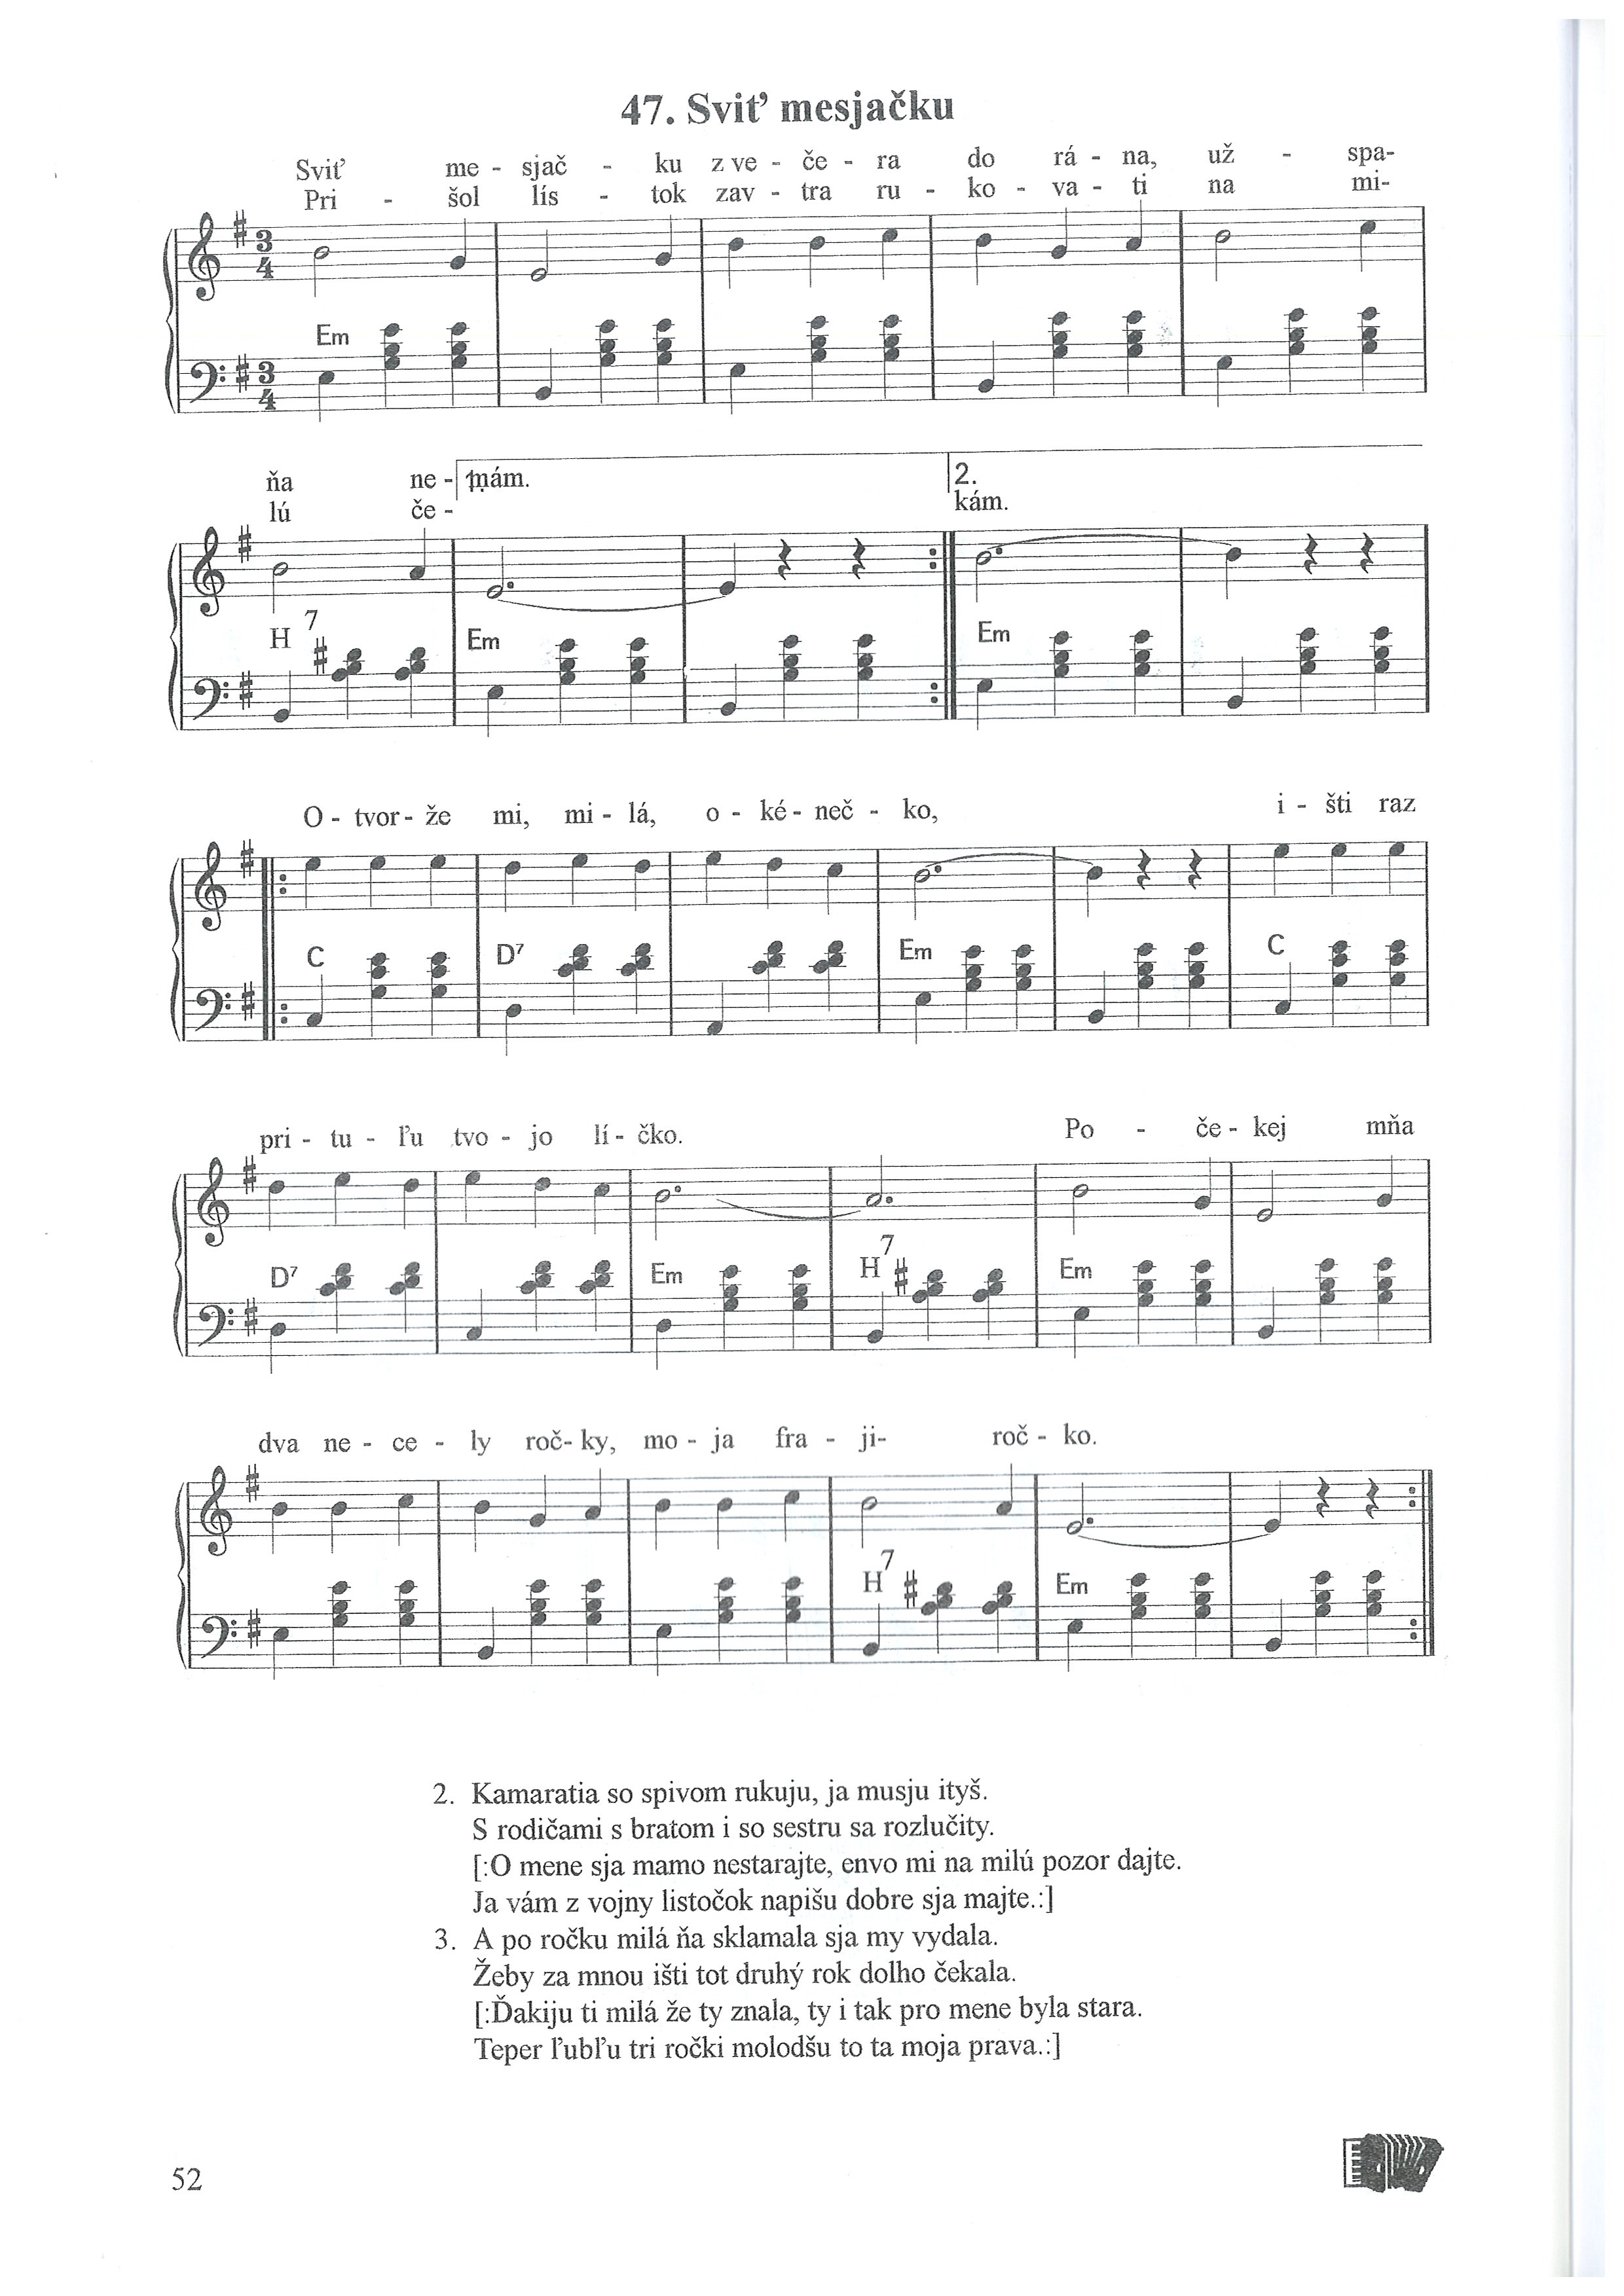 47. Sviť mesjačku
Sviť me - sjač - ku z ve - če - ra do rá - na, už - spa-
Pri - šol lís - tok zav - tra ru - ko - va - ti na mi-
3 4
Em
3 4
ňa ne - 1. mám. 2.
lú če - kám.
H 7 Em Em
O - tvor - že mi, mi - lá, o - ké - neč - ko, i - šti raz
C D7 Em C
pri - tu - ľu tvo - jo lí - čko. Po - če - kej mňa
D7 Em H 7 Em
dva ne - ce - ly roč- ky, mo - ja fra - ji- roč - ko.
H 7 Em
2. Kamaratia so spivom rukuju, ja musju ityš.
S rodičami s bratom i so sestru sa rozlučity.
[:O mene sja mamo nestarajte, envo mi na milú pozor dajte.
Ja vám z vojny listočok napišu dobre sja majte.:]
3. A po ročku milá ňa sklamala sja my vydala.
Žeby za mnou išti tot druhý rok dolho čekala.
[:Ďakiju ti milá že ty znala, ty i tak pro mene byla stara.
Teper ľubľu tri ročki molodšu to ta moja prava.:]
52